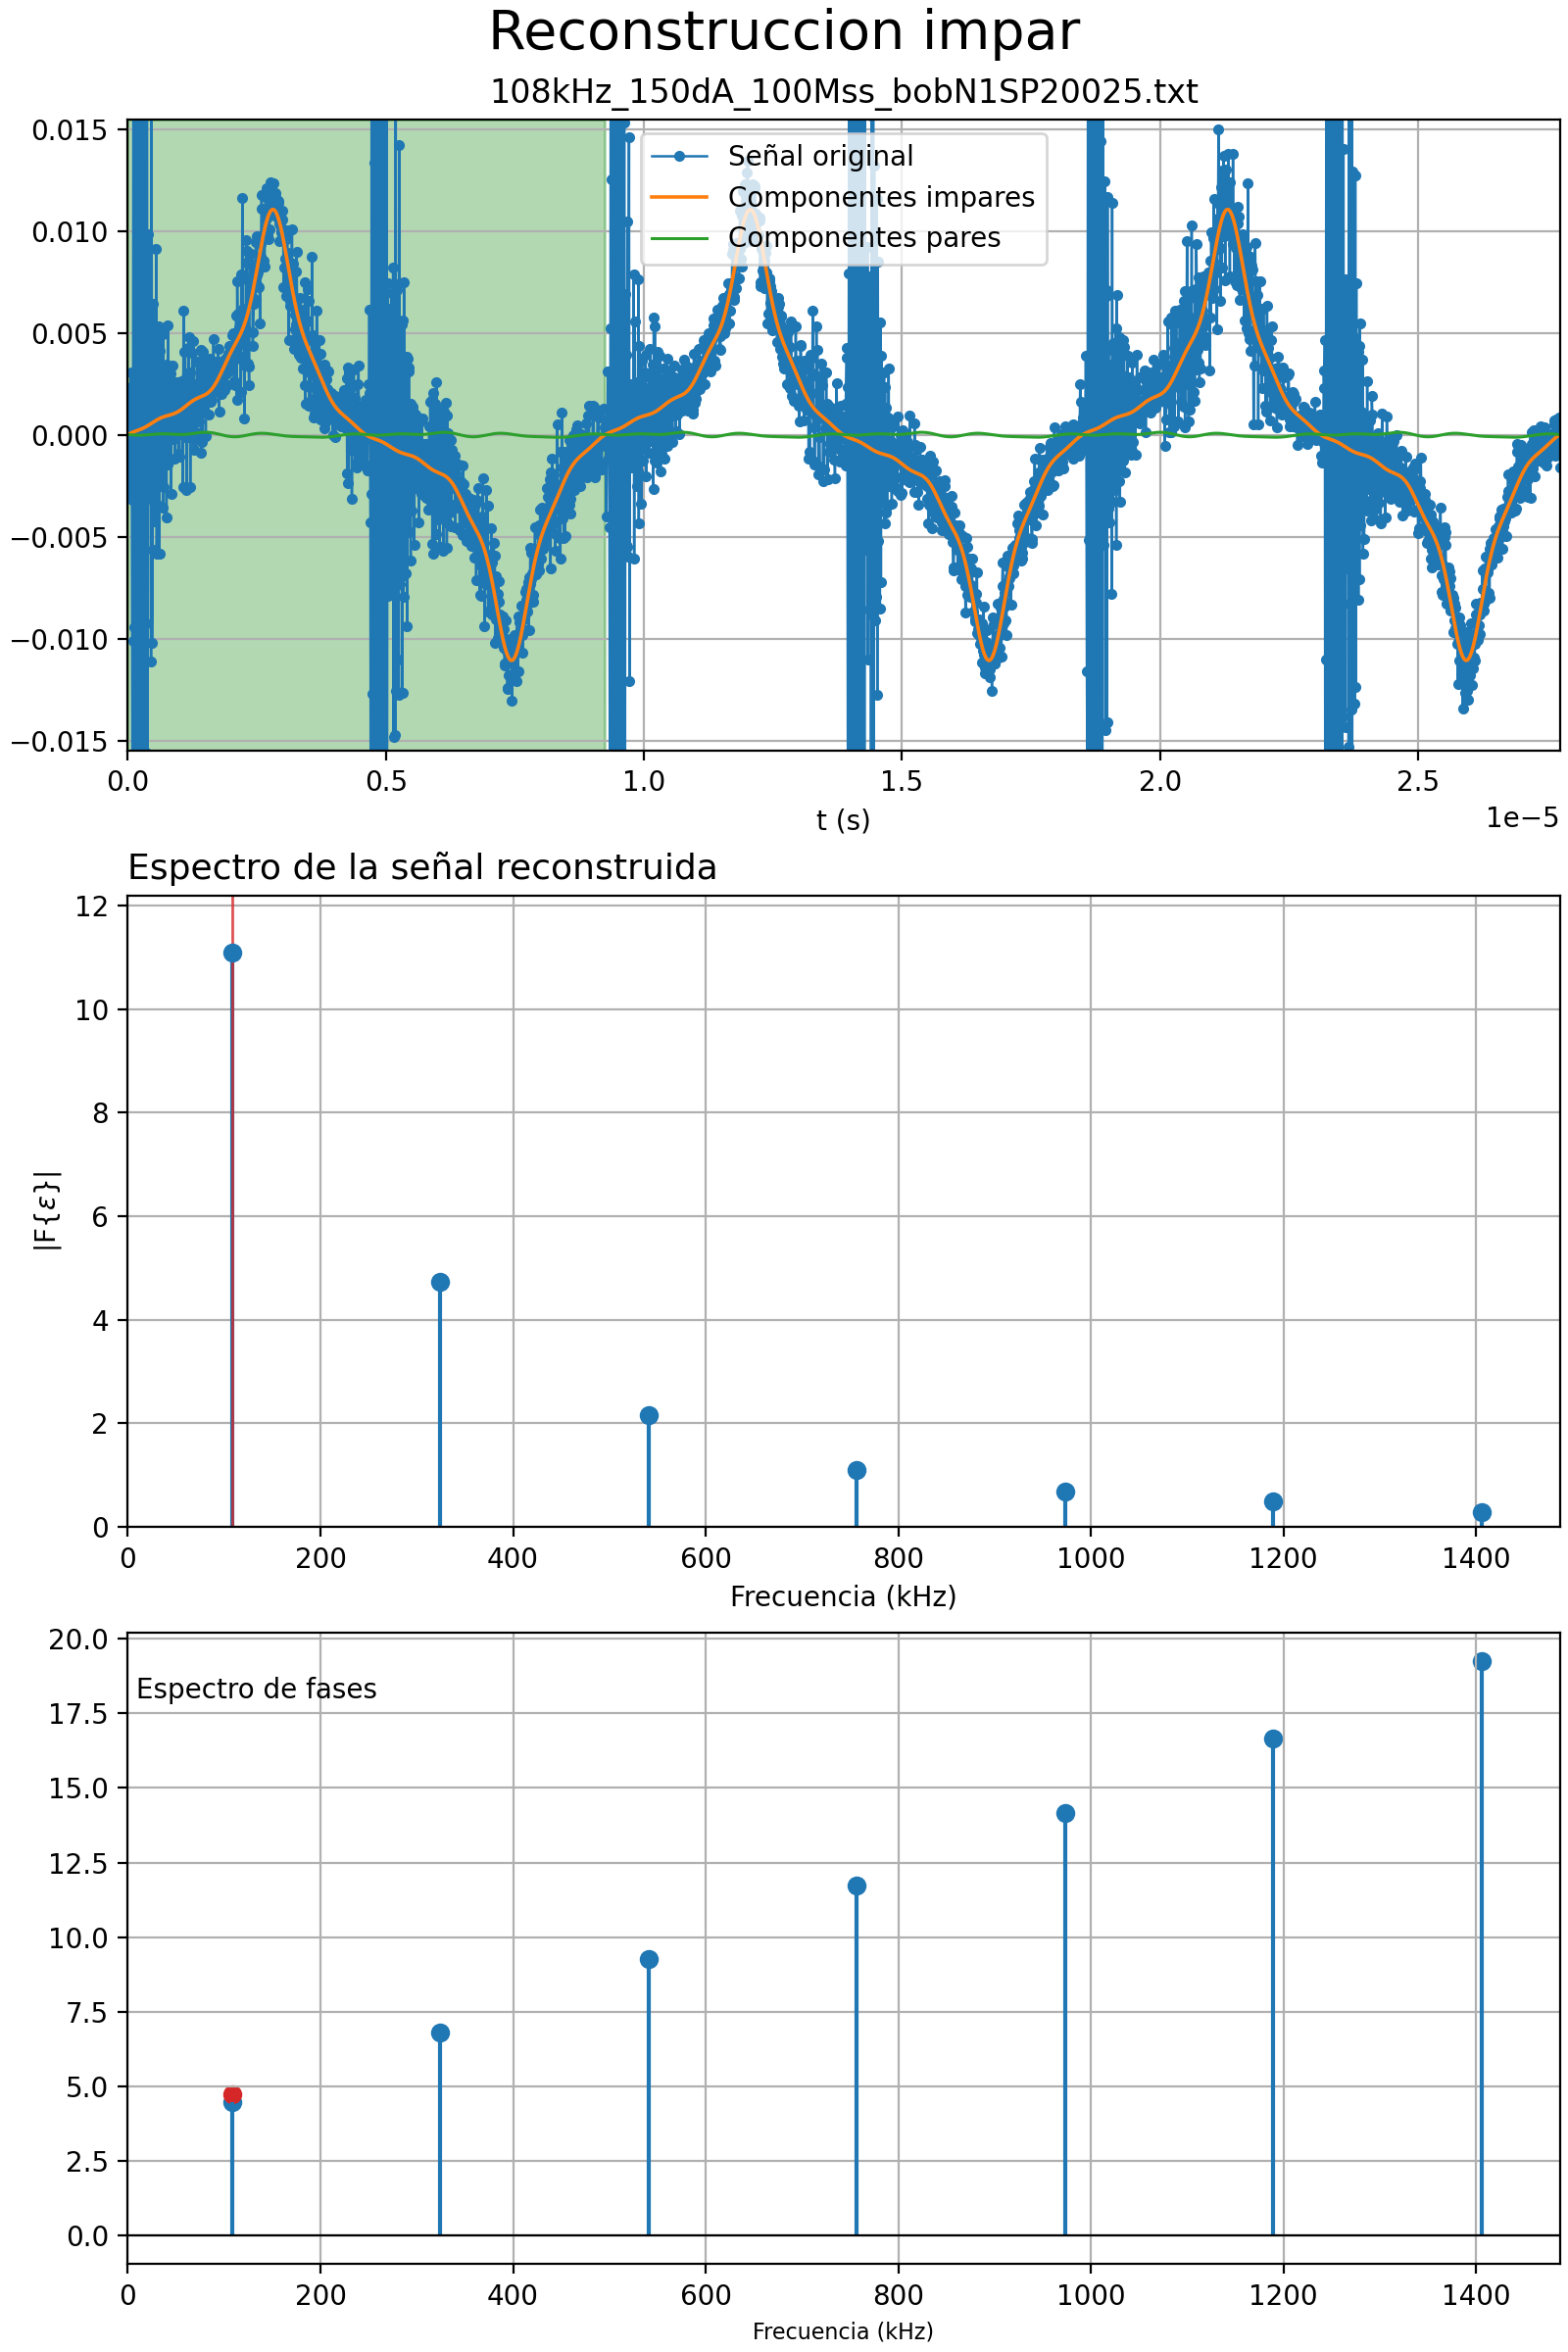 Reconstruccion impar
108kHz_150dA_100Mss_bobN1SP20025.txt
0.015
0.010
0.005
0.000
−0.005
−0.010
−0.015
Señal original
Componentes impares
Componentes pares
0.0 0.5 1.0 1.5 2.0 2.5
t (s)
1e−5
Espectro de la señal reconstruida
12
10
8
6
4
2
0
|F{ε}|
0 200 400 600 800 1000 1200 1400
Frecuencia (kHz)
20.0
17.5
15.0
12.5
10.0
7.5
5.0
2.5
0.0
Espectro de fases
0 200 400 600 800 1000 1200 1400
Frecuencia (kHz)